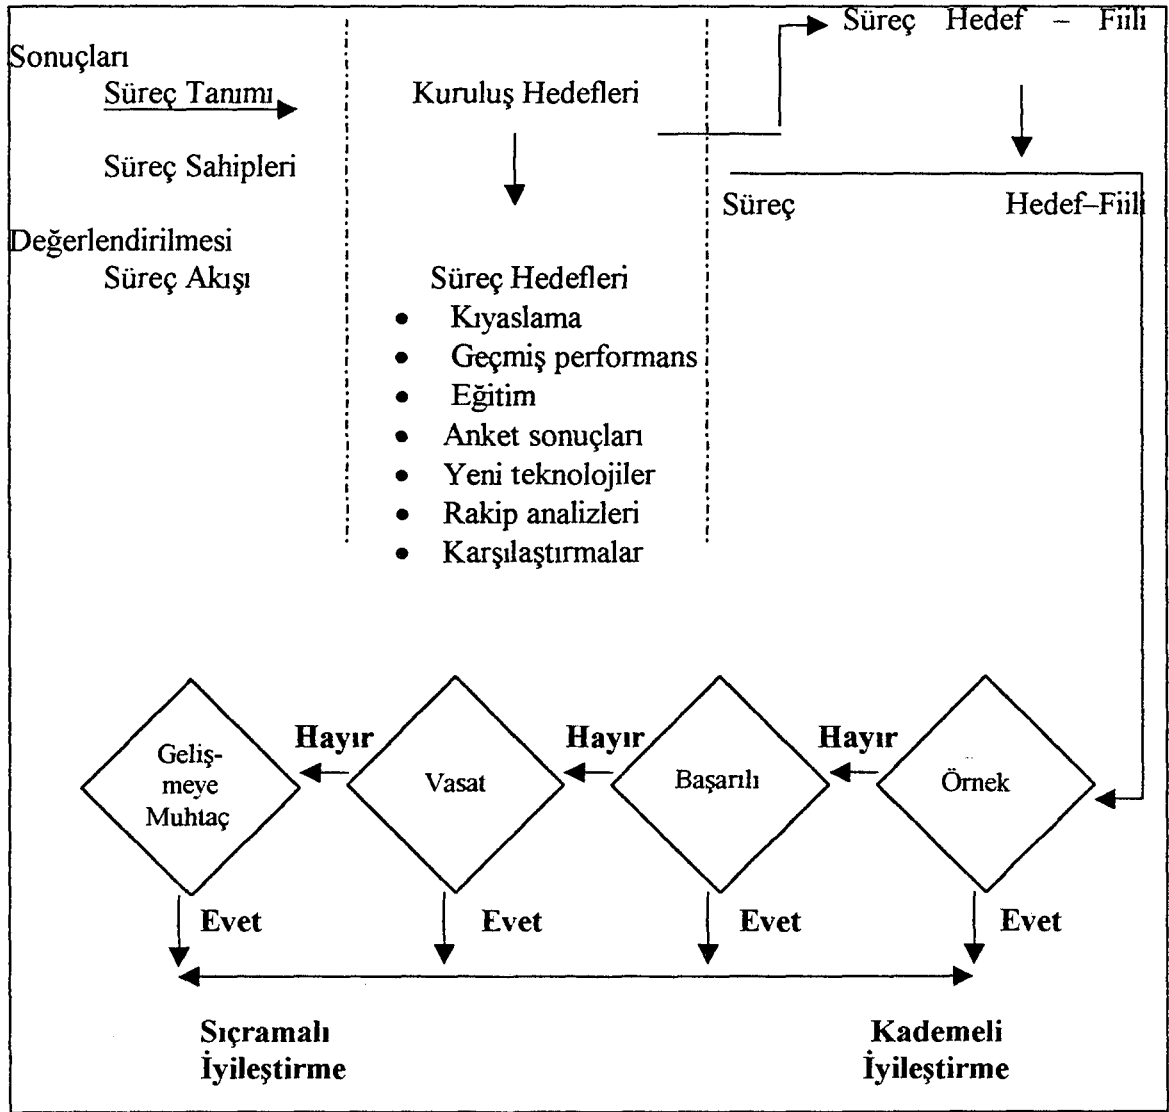 Süreç Hedef – Fiili
Sonuçları
Süreç Tanımı
Kuruluş Hedefleri
Süreç Sahipleri
Süreç Hedef–Fiili
Değerlendirilmesi
Süreç Akışı
Süreç Hedefleri
• Kıyaslama
• Geçmiş performans
• Eğitim
• Anket sonuçları
• Yeni teknolojiler
• Rakip analizleri
• Karşılaştırmalar
Hayır
Hayır
Hayır
Geliş-
meye
Muhtaç
Vasat
Başarılı
Örnek
Evet
Evet
Evet
Evet
Sıçramalı
İyileştirme
Kademeli
İyileştirme